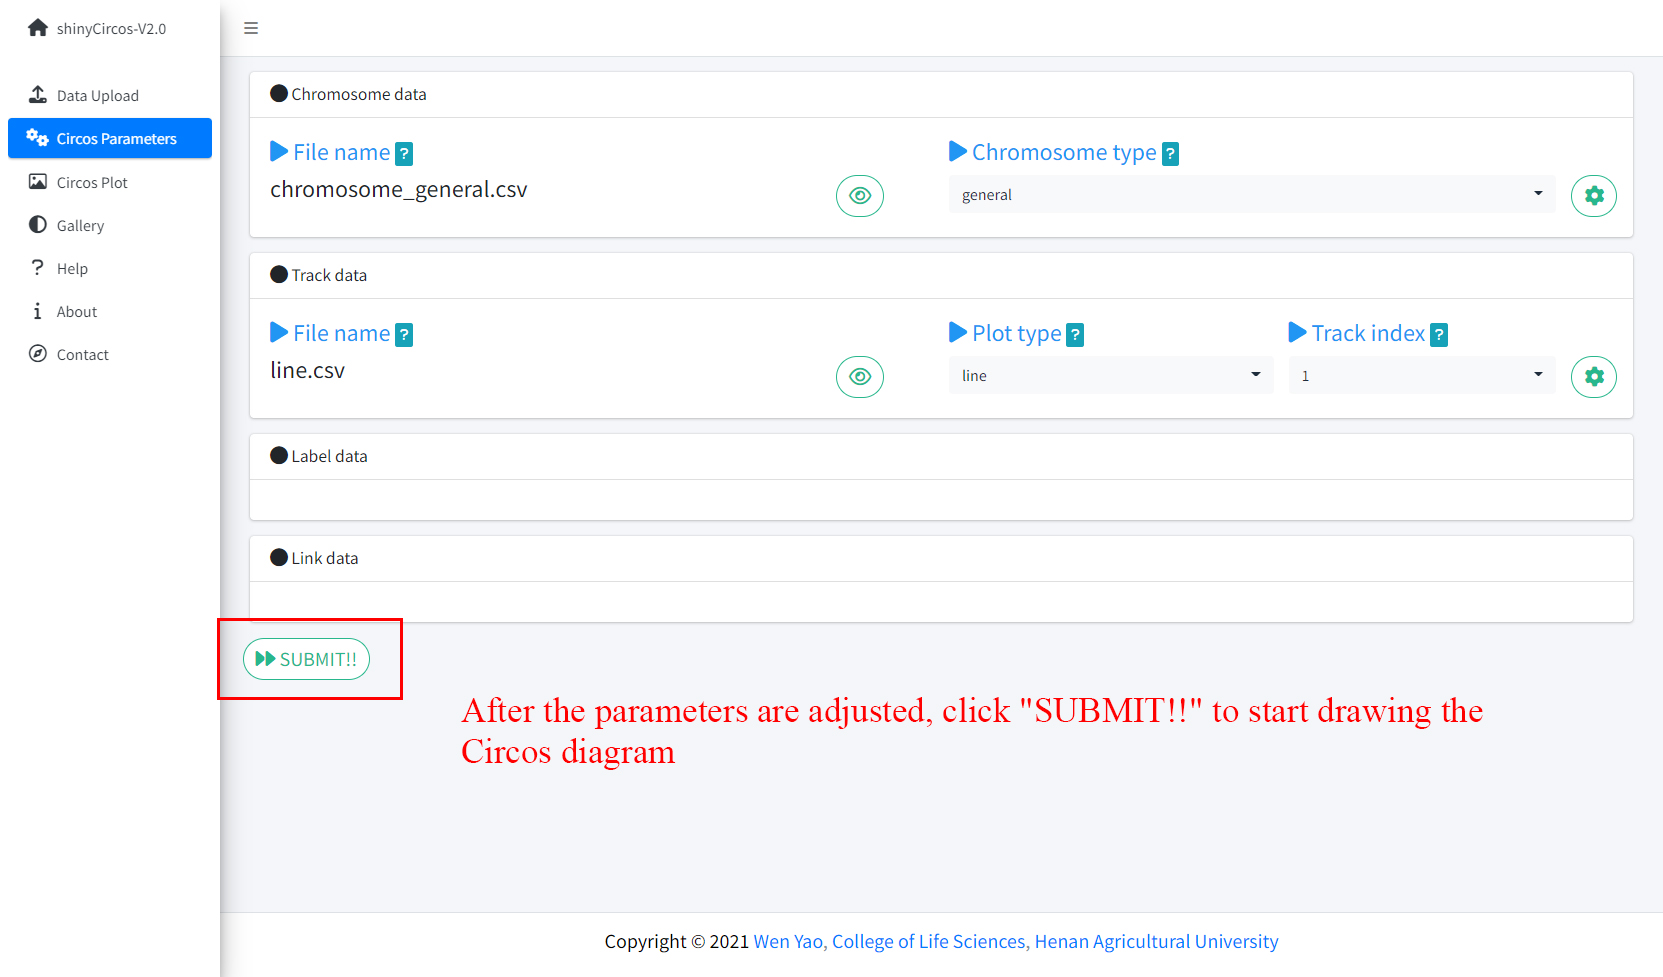 shinyCircos-V2.0
Data Upload
Circos Parameters
Circos Plot
Gallery
Help
About
Contact
Chromosome data
File name ?
Chromosome type ?
chromosome_general.csv
general
Track data
File name ?
Plot type ?
Track index ?
line.csv
line
1
Label data
Link data
SUBMIT!!
After the parameters are adjusted, click "SUBMIT!!" to start drawing the
Circos diagram
Copyright © 2021 Wen Yao, College of Life Sciences, Henan Agricultural University